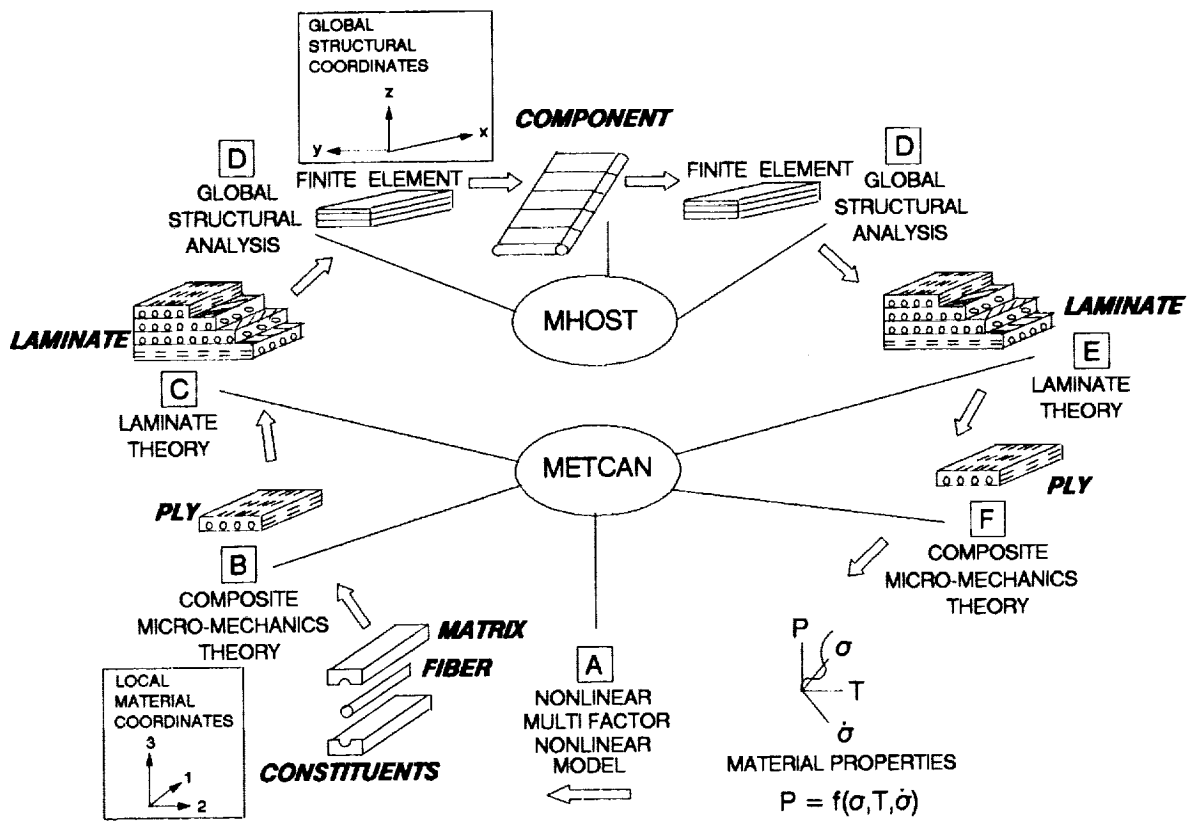 GLOBAL
STRUCTURAL
COORDINATES
z
x
y
COMPONENT
D
GLOBAL
STRUCTURAL
ANALYSIS
FINITE ELEMENT
FINITE ELEMENT
D
GLOBAL
STRUCTURAL
ANALYSIS
MHOST
LAMINATE
LAMINATE
C
LAMINATE
THEORY
E
LAMINATE
THEORY
METCAN
PLY
PLY
B
COMPOSITE
MICRO-MECHANICS
THEORY
F
COMPOSITE
MICRO-MECHANICS
THEORY
MATRIX
FIBER
CONSTITUENTS
LOCAL
MATERIAL
COORDINATES
3
1
2
A
NONLINEAR
MULTI FACTOR
NONLINEAR
MODEL
P
σ
T
σ̇
MATERIAL PROPERTIES
P = f(σ,T,σ̇)